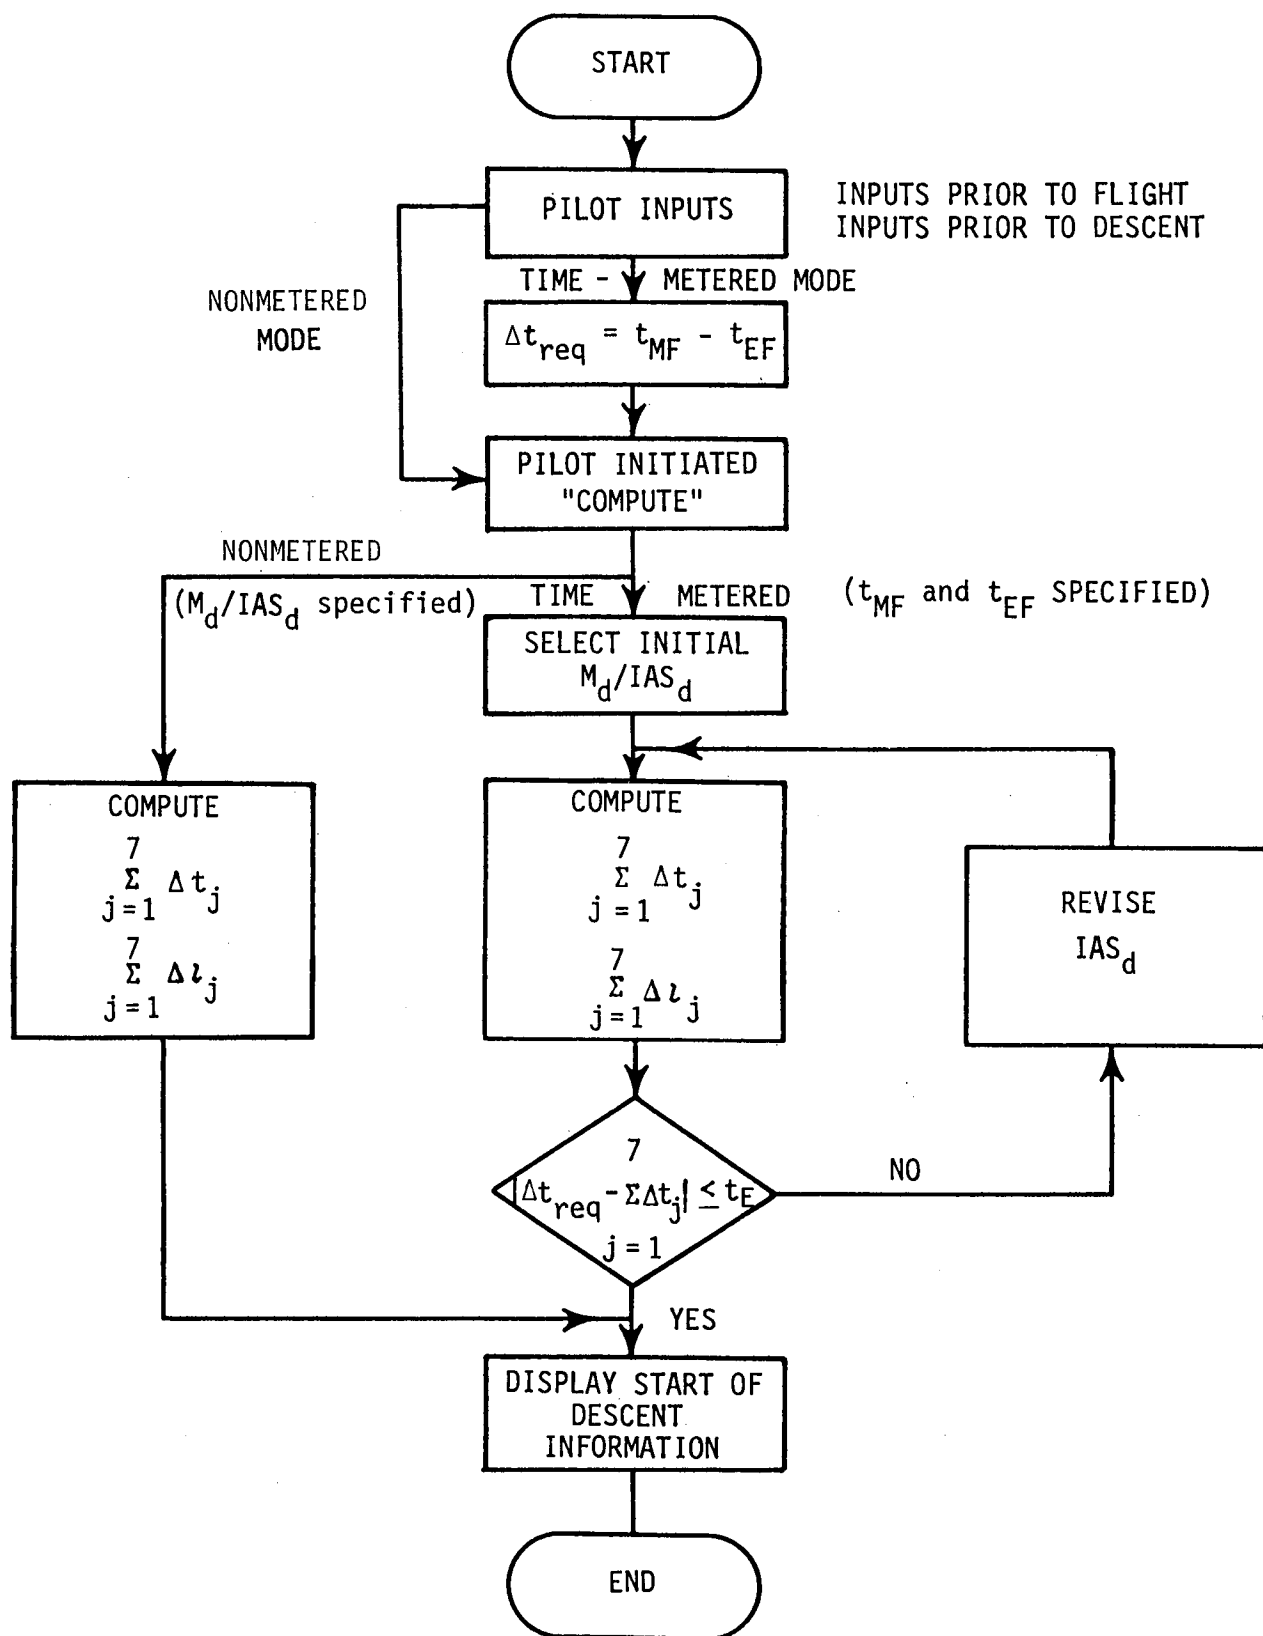 START
PILOT INPUTS
INPUTS PRIOR TO FLIGHT
INPUTS PRIOR TO DESCENT
TIME - METERED MODE
NONMETERED
MODE
Δt_req = t_MF - t_EF
PILOT INITIATED
"COMPUTE"
NONMETERED
(M_d/IAS_d specified)
TIME METERED (t_MF and t_EF SPECIFIED)
SELECT INITIAL
M_d/IAS_d
COMPUTE
7
Σ Δt_j
j=1
7
Σ Δl_j
j=1
COMPUTE
7
Σ Δt_j
j=1
7
Σ Δl_j
j=1
REVISE
IAS_d
7
|Δt_req - ΣΔt_j| ≤ t_E
j=1
NO
YES
DISPLAY START OF
DESCENT
INFORMATION
END